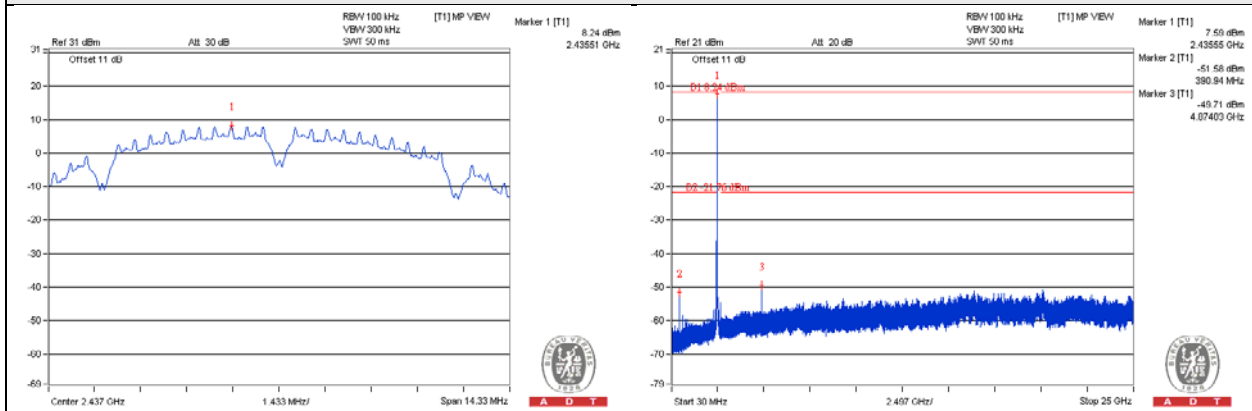 RBW 100 kHz
VBW 300 kHz
SWT 50 ms
[T1] MP VIEW
Marker 1 [T1]
8.24 dBm
2.43551 GHz
Ref 31 dBm
Att 30 dB
Offset 11 dB
31
20
10
0
-10
-20
-30
-40
-50
-60
-69
1
Center 2.437 GHz
1.433 MHz/
Span 14.33 MHz
BUREAU VERITAS
1828
A D T
RBW 100 kHz
VBW 300 kHz
SWT 50 ms
[T1] MP VIEW
Marker 1 [T1]
7.59 dBm
2.43555 GHz
Marker 2 [T1]
-51.58 dBm
390.94 MHz
Marker 3 [T1]
-49.71 dBm
4.87403 GHz
Ref 21 dBm
Att 20 dB
Offset 11 dB
21
10
0
-10
-20
-30
-40
-50
-60
-70
-79
1
D1 8.24 dBm
D2 -21.76 dBm
2
3
Start 30 MHz
2.497 GHz/
Stop 25 GHz
BUREAU VERITAS
1828
A D T